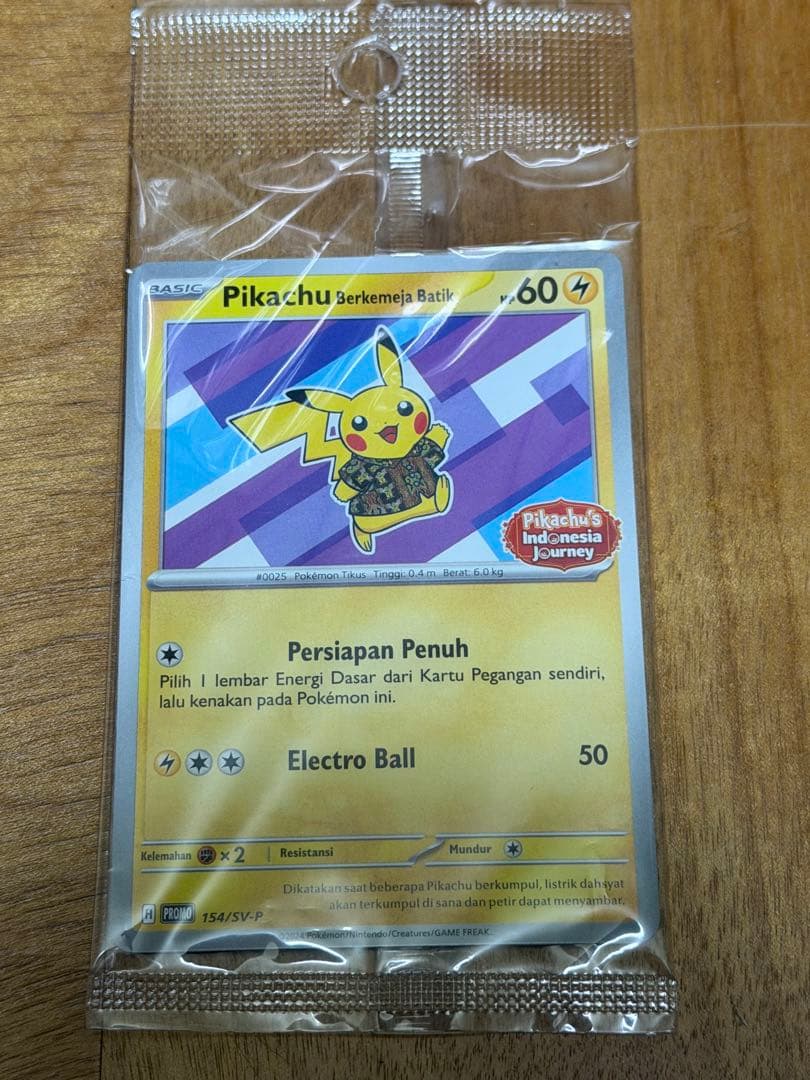 BASIC Pikachu Berkemeja Batik HP 60
Pikachu's
Indonesia
Journey
#0025 Pokémon Tikus Tinggi: 0.4 m Berat: 6.0 kg
Persiapan Penuh
Pilih 1 lembar Energi Dasar dari Kartu Pegangan sendiri,
lalu kenakan pada Pokémon ini.
Electro Ball 50
Kelemahan ×2 Resistansi Mundur
Dikatakan saat beberapa Pikachu berkumpul, listrik dahsyat
akan terkumpul di sana dan petir dapat menyambar.
H PROMO 154/SV-P
©2024 Pokémon/Nintendo/Creatures/GAME FREAK.